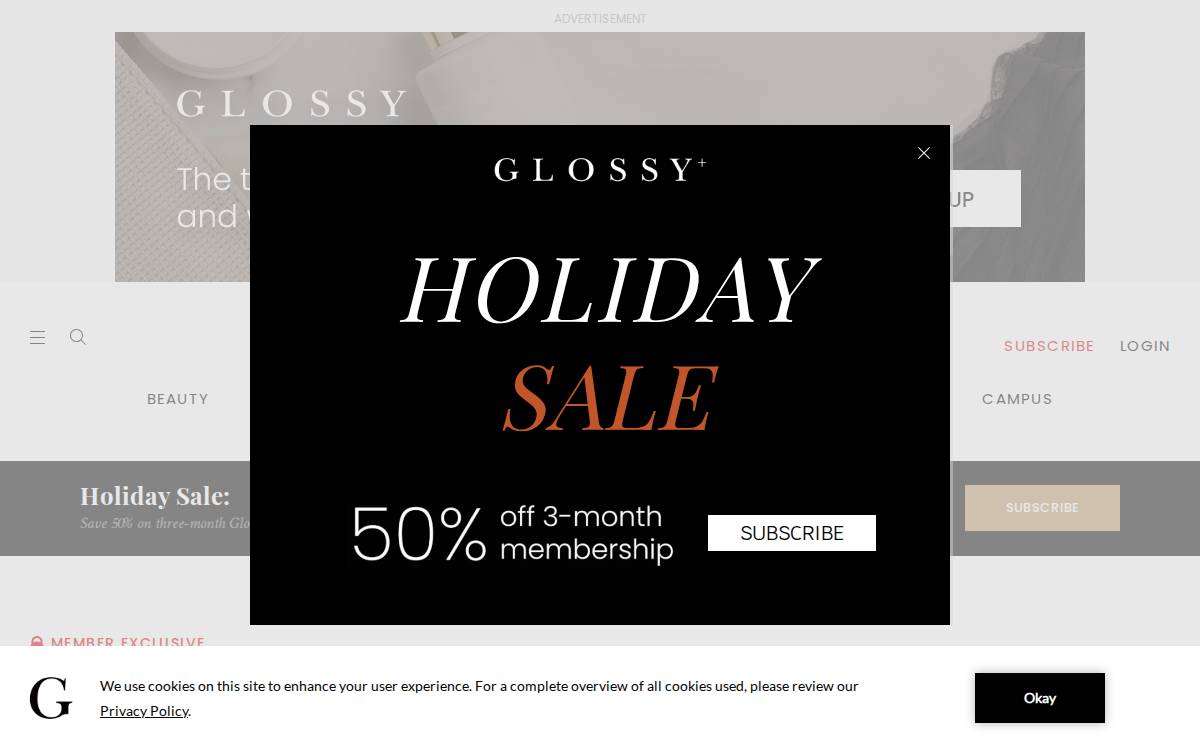 ADVERTISEMENT
GLOSSY
The
and
UP
GLOSSY+
HOLIDAY
SALE
50% off 3-month
membership
SUBSCRIBE
SUBSCRIBE LOGIN
BEAUTY
CAMPUS
Holiday Sale:
Save 50% on three-month
SUBSCRIBE
MEMBER EXCLUSIVE
G
We use cookies on this site to enhance your user experience. For a complete overview of all cookies used, please review our
Privacy Policy.
Okay